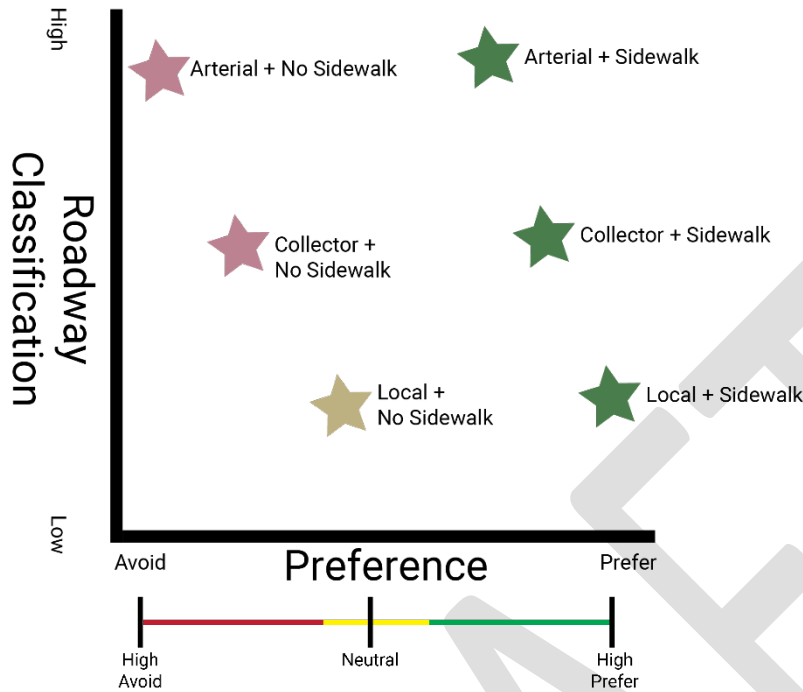 High
Arterial + No Sidewalk
Arterial + Sidewalk
Roadway
Classification
Collector +
No Sidewalk
Collector + Sidewalk
Local +
No Sidewalk
Local + Sidewalk
Low
Avoid
Preference
Prefer
High
Avoid
Neutral
High
Prefer